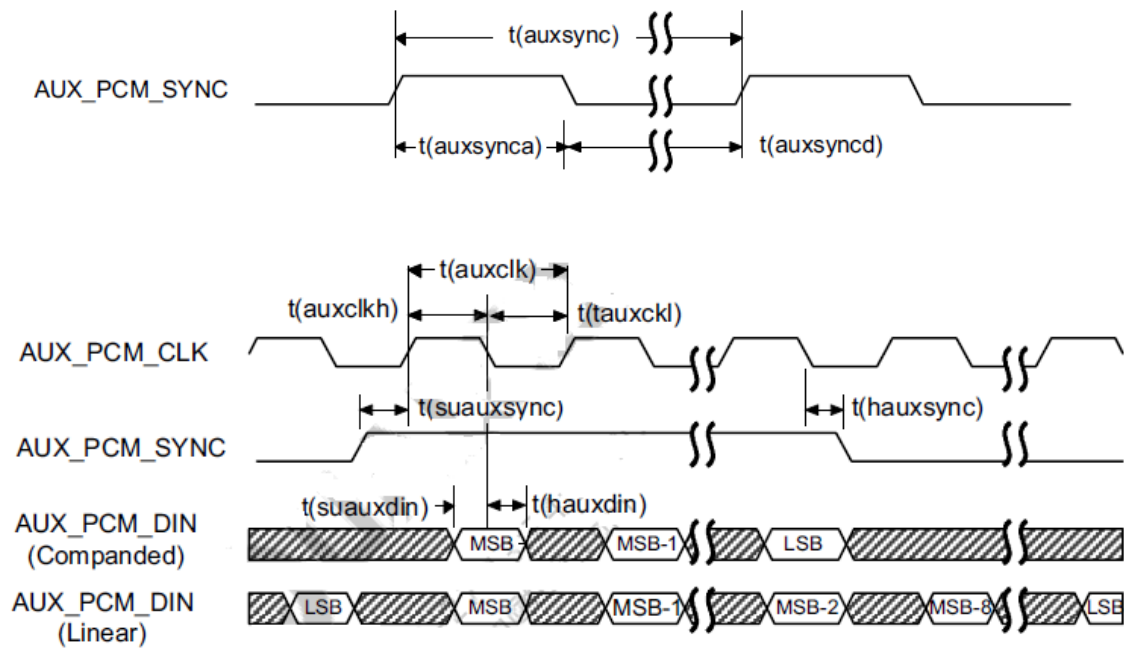 t(auxsync)
AUX_PCM_SYNC
t(auxsynca)
t(auxsyncd)
t(auxclk)
t(auxclkh)
t(tauxckl)
AUX_PCM_CLK
t(suauxsync)
t(hauxsync)
AUX_PCM_SYNC
t(suauxdin)
t(hauxdin)
AUX_PCM_DIN
(Companded)
MSB
MSB-1
LSB
AUX_PCM_DIN
(Linear)
LSB
MSB
MSB-1
MSB-2
MSB-8
LSB